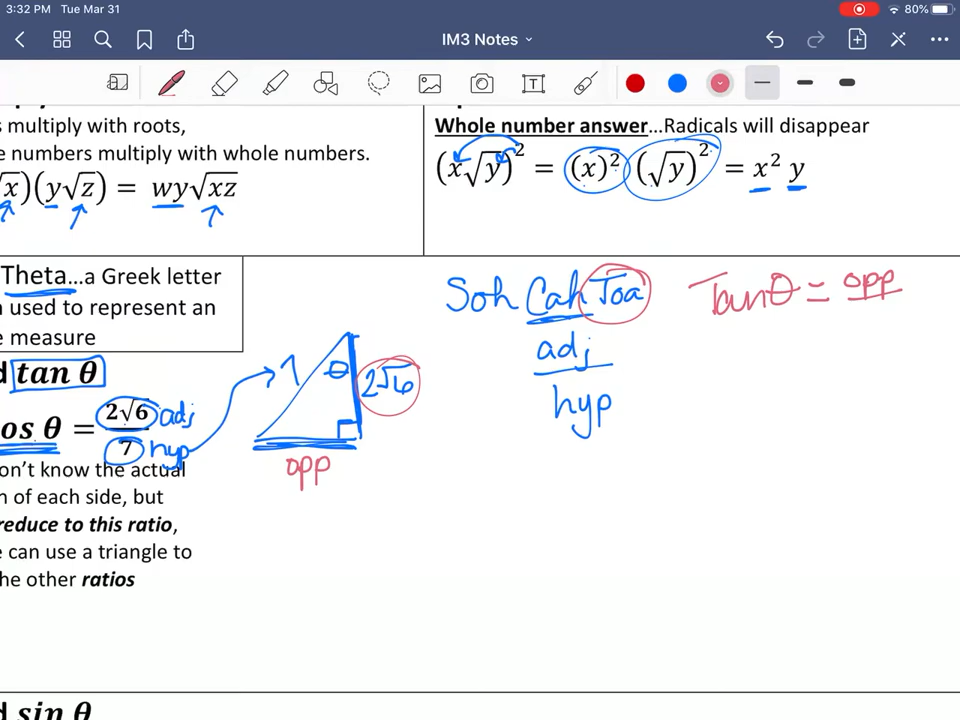 3:32 PM Tue Mar 31
80%
IM3 Notes
T
s multiply with roots,
e numbers multiply with whole numbers.
√x)(y√z) = wy√xz
Whole number answer...Radicals will disappear
(x√y)² = (x)² (√y)² = x² y
Theta...a Greek letter
n used to represent an
e measure
d tan θ
os θ = 2√6 / 7
adj
hyp
on't know the actual
n of each side, but
reduce to this ratio,
e can use a triangle to
he other ratios
7
θ
2√6
opp
Soh Cah Toa
adj
hyp
Tanθ = opp
d sin θ